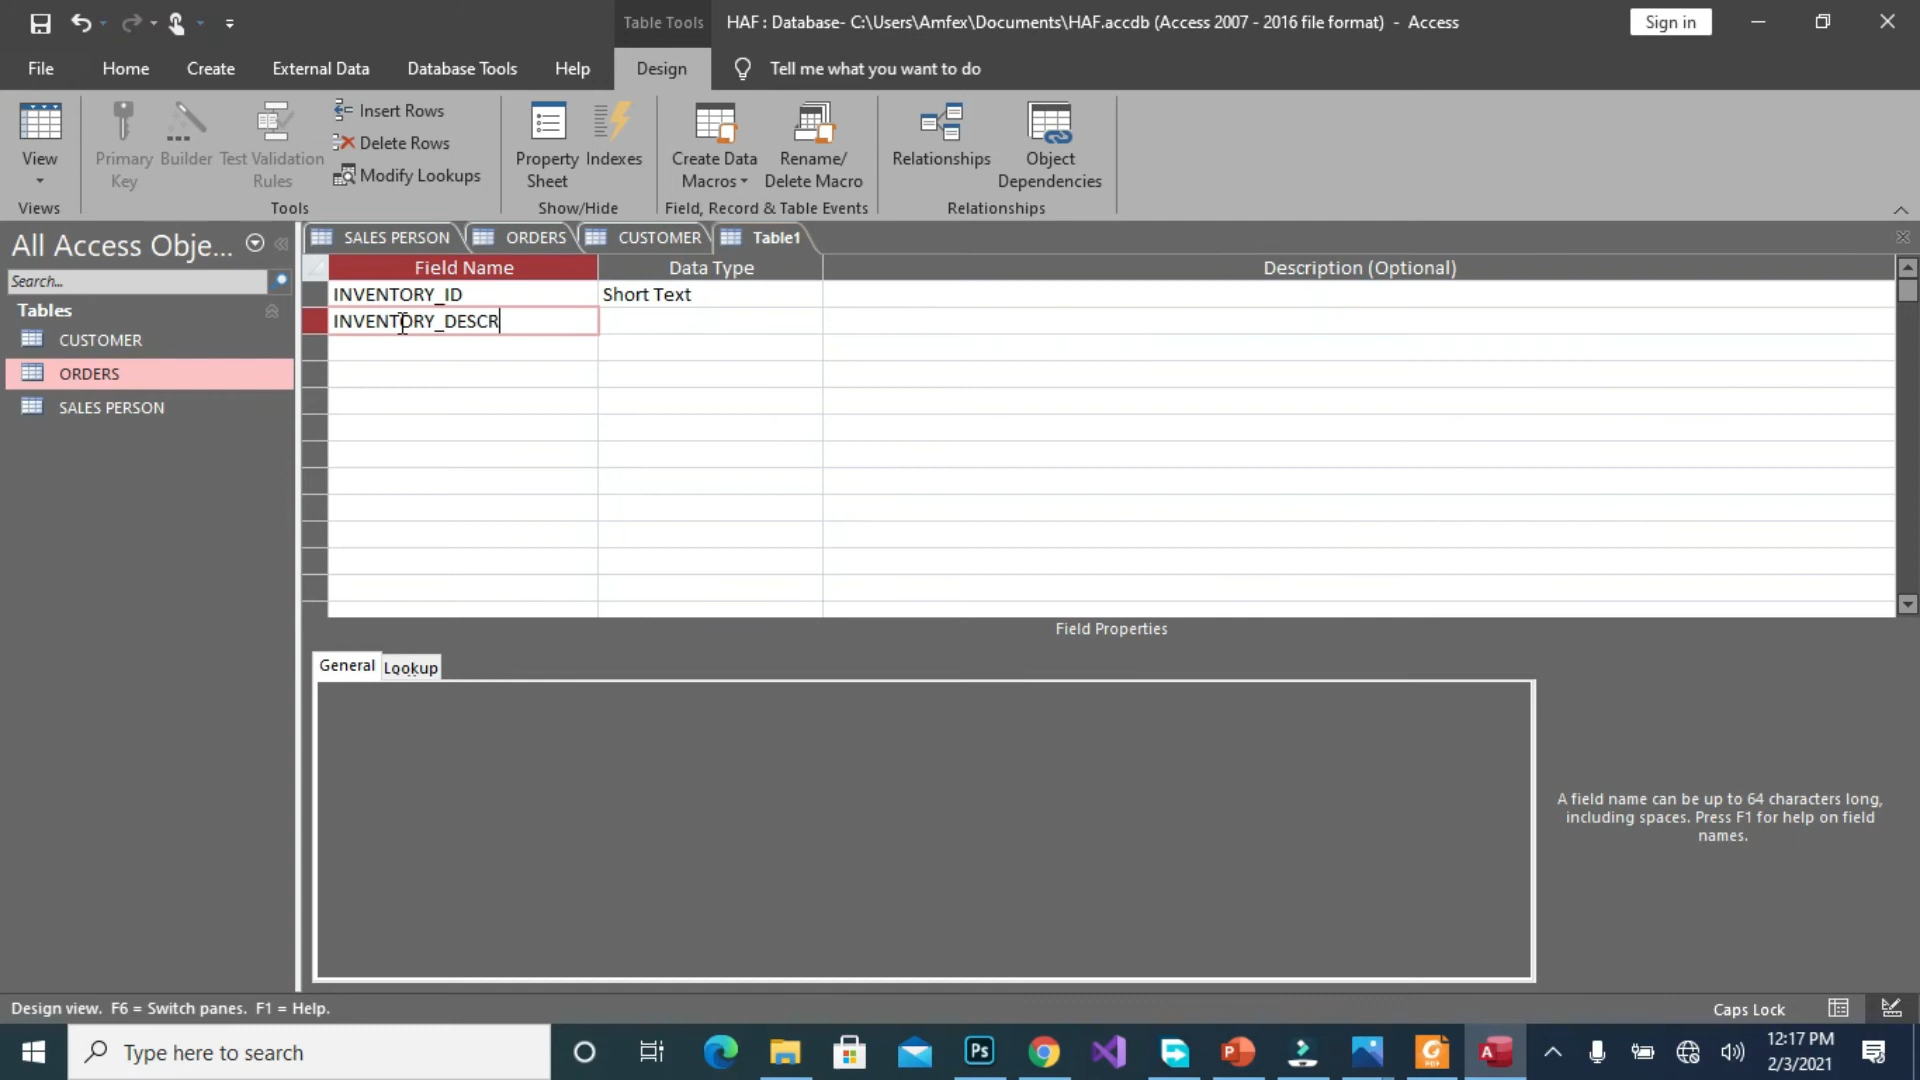 Table Tools
HAF : Database- C:\Users\Amfex\Documents\HAF.accdb (Access 2007 - 2016 file format) - Access
Sign in
File
Home
Create
External Data
Database Tools
Help
Design
Tell me what you want to do
View
Primary Key
Builder
Test Validation Rules
Insert Rows
Delete Rows
Modify Lookups
Property Sheet
Indexes
Create Data Macros
Rename/ Delete Macro
Relationships
Object Dependencies
Views
Tools
Show/Hide
Field, Record & Table Events
Relationships
All Access Obje...
Search...
Tables
CUSTOMER
ORDERS
SALES PERSON
SALES PERSON
ORDERS
CUSTOMER
Table1
Field Name
Data Type
Description (Optional)
INVENTORY_ID
Short Text
INVENTORY_DESCR
Field Properties
General
Lookup
A field name can be up to 64 characters long,
including spaces. Press F1 for help on field
names.
Design view. F6 = Switch panes. F1 = Help.
Caps Lock
Type here to search
Ps
P
PDF
A
12:17 PM
2/3/2021